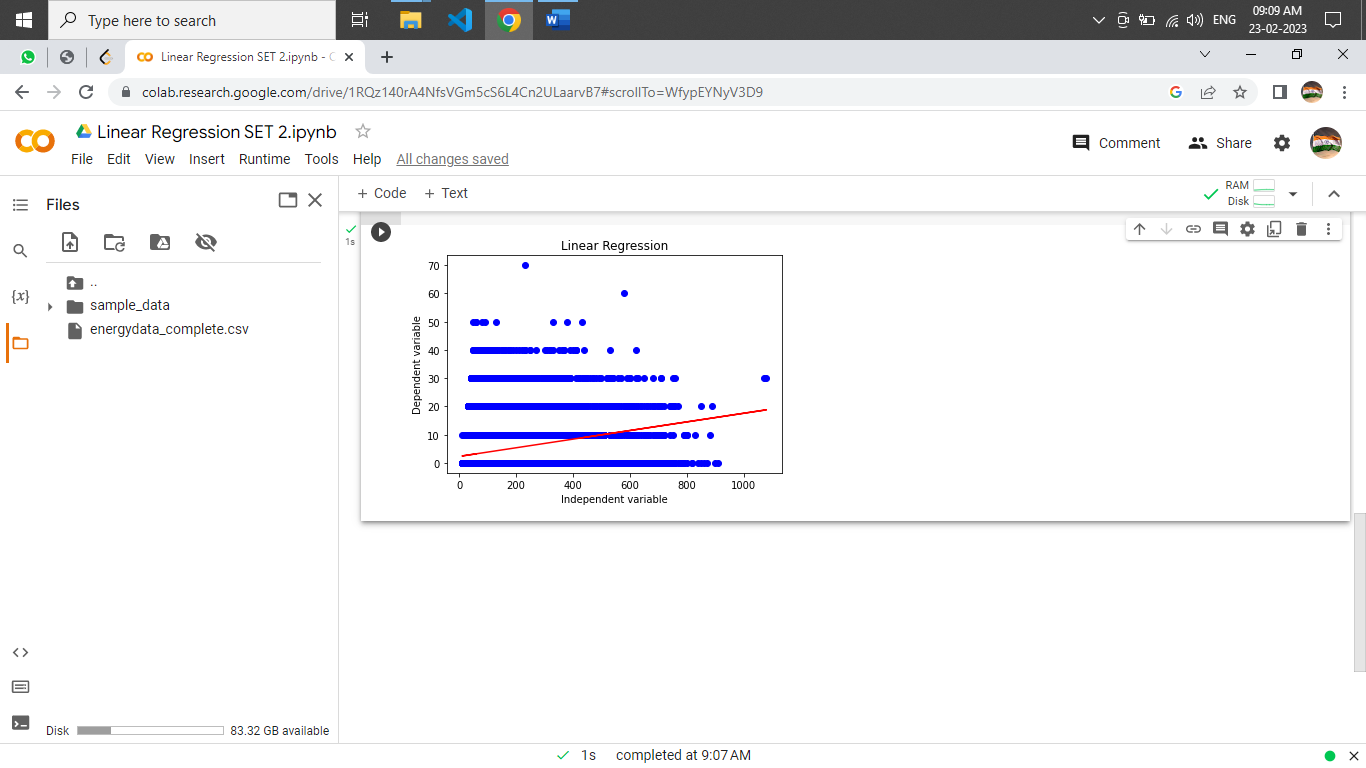 Type here to search
ENG
09:09 AM
23-02-2023
Linear Regression SET 2.ipynb - C
colab.research.google.com/drive/1RQz140rA4NfsVGm5cS6L4Cn2ULaarvB7#scrollTo=WfypEYNyV3D9
Linear Regression SET 2.ipynb
File Edit View Insert Runtime Tools Help All changes saved
Comment Share
Files
+ Code + Text
RAM
Disk
..
sample_data
energydata_complete.csv
{x}
1s
Linear Regression
Dependent variable
70
60
50
40
30
20
10
0
0 200 400 600 800 1000
Independent variable
Disk 83.32 GB available
1s completed at 9:07 AM